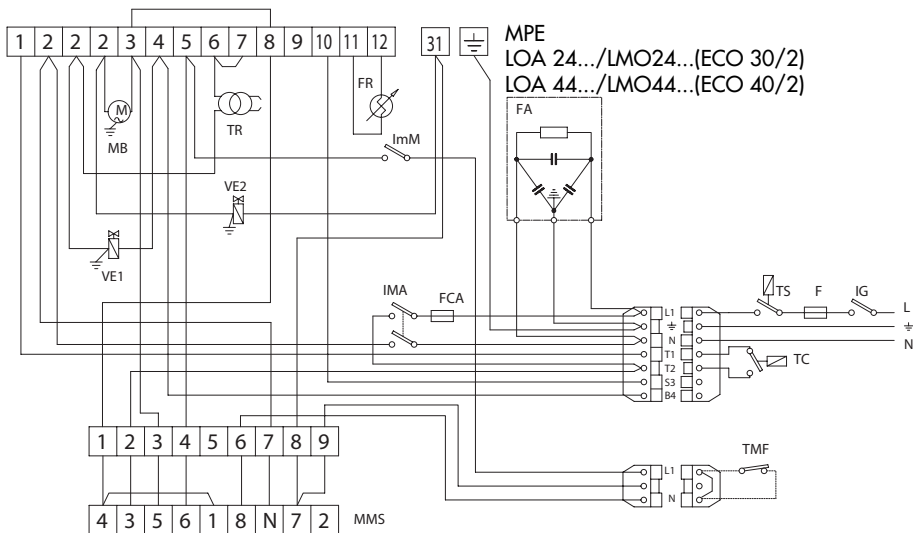 1 2 2 2 3 4 5 6 7 8 9 10 11 12 31
MPE
LOA 24.../LMO24...(ECO 30/2)
LOA 44.../LMO44...(ECO 40/2)
FA
FR
M
MB
TR
ImM
VE2
VE1
IMA
FCA
TS
F
IG
L
N
TC
L1
N
T1
T2
S3
B4
1 2 3 4 5 6 7 8 9
TMF
L1
N
4 3 5 6 1 8 N 7 2
MMS